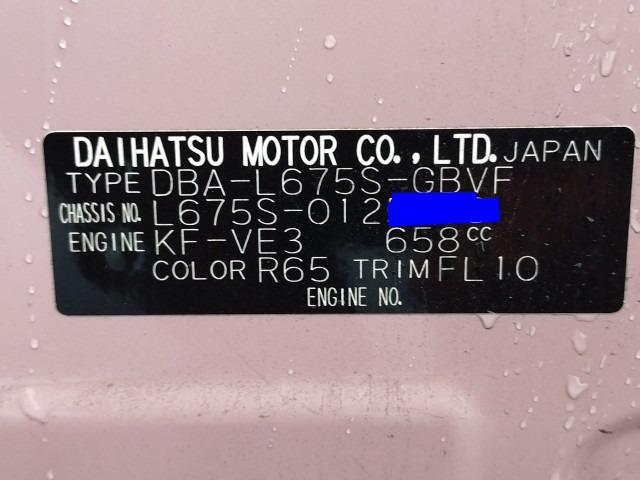 DAIHATSU MOTOR CO., LTD. JAPAN
TYPE DBA-L675S-GBVF
CHASSIS NO. L675S-012
ENGINE KF-VE3 658cc
COLOR R65 TRIM FL10
ENGINE NO.